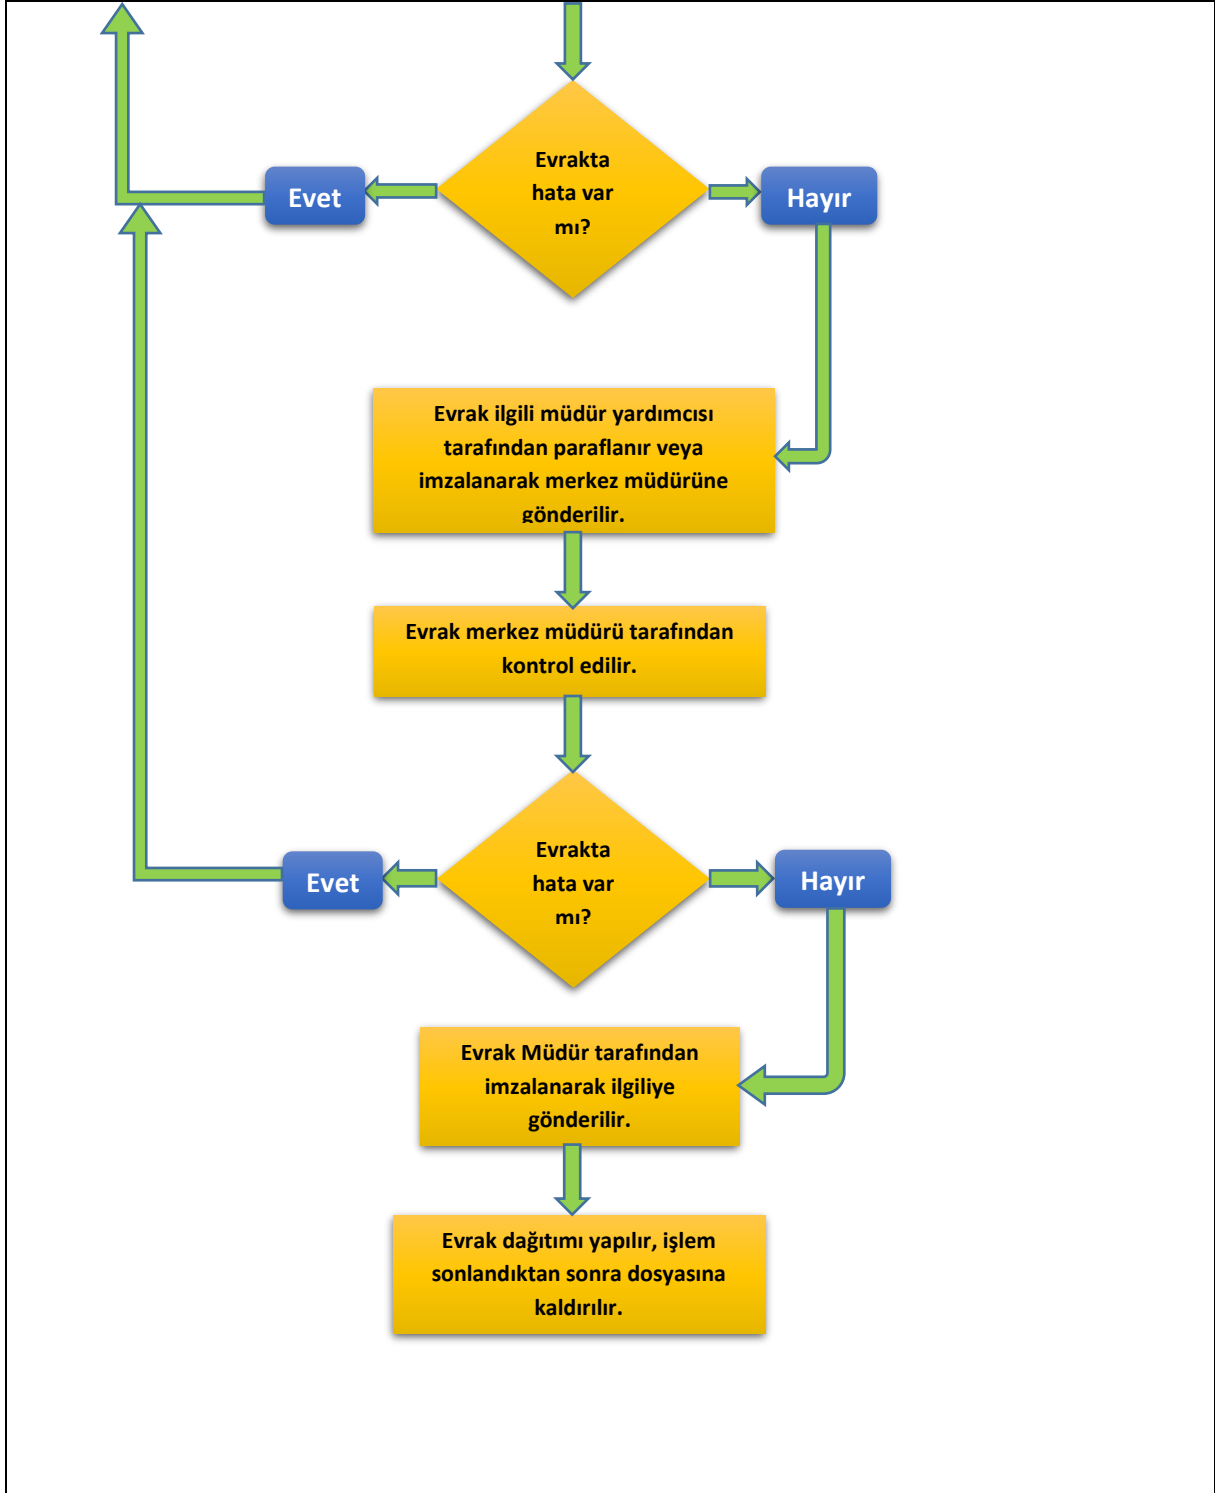 Evrakta
hata var
mı?
Evet
Hayır
Evrak ilgili müdür yardımcısı
tarafından paraflanır veya
imzalanarak merkez müdürüne
gönderilir.
Evrak merkez müdürü tarafından
kontrol edilir.
Evrakta
hata var
mı?
Evet
Hayır
Evrak Müdür tarafından
imzalanarak ilgiliye
gönderilir.
Evrak dağıtımı yapılır, işlem
sonlandıktan sonra dosyasına
kaldırılır.